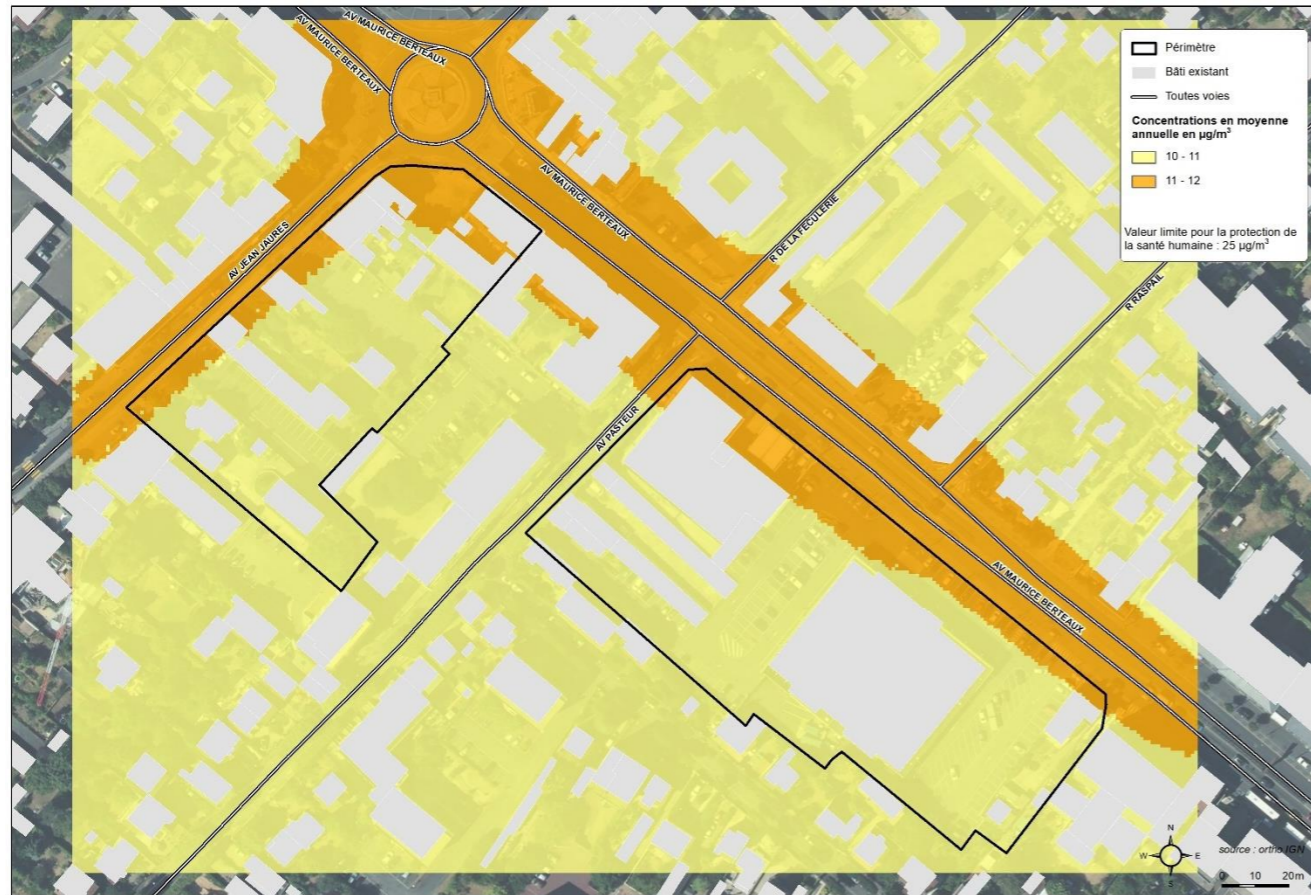 AV MAURICE BERTEAUX
AV MAURICE BERTEAUX
AV MAURICE BERTEAUX
AV JEAN JAURES
R DE LA FECULERIE
R RASPAIL
AV PASTEUR
AV MAURICE BERTEAUX
Périmètre
Bâti existant
Toutes voies
Concentrations en moyenne
annuelle en µg/m³
10 - 11
11 - 12
Valeur limite pour la protection de
la santé humaine : 25 µg/m³
N
W E
S
source : ortho IGN
0 10 20m